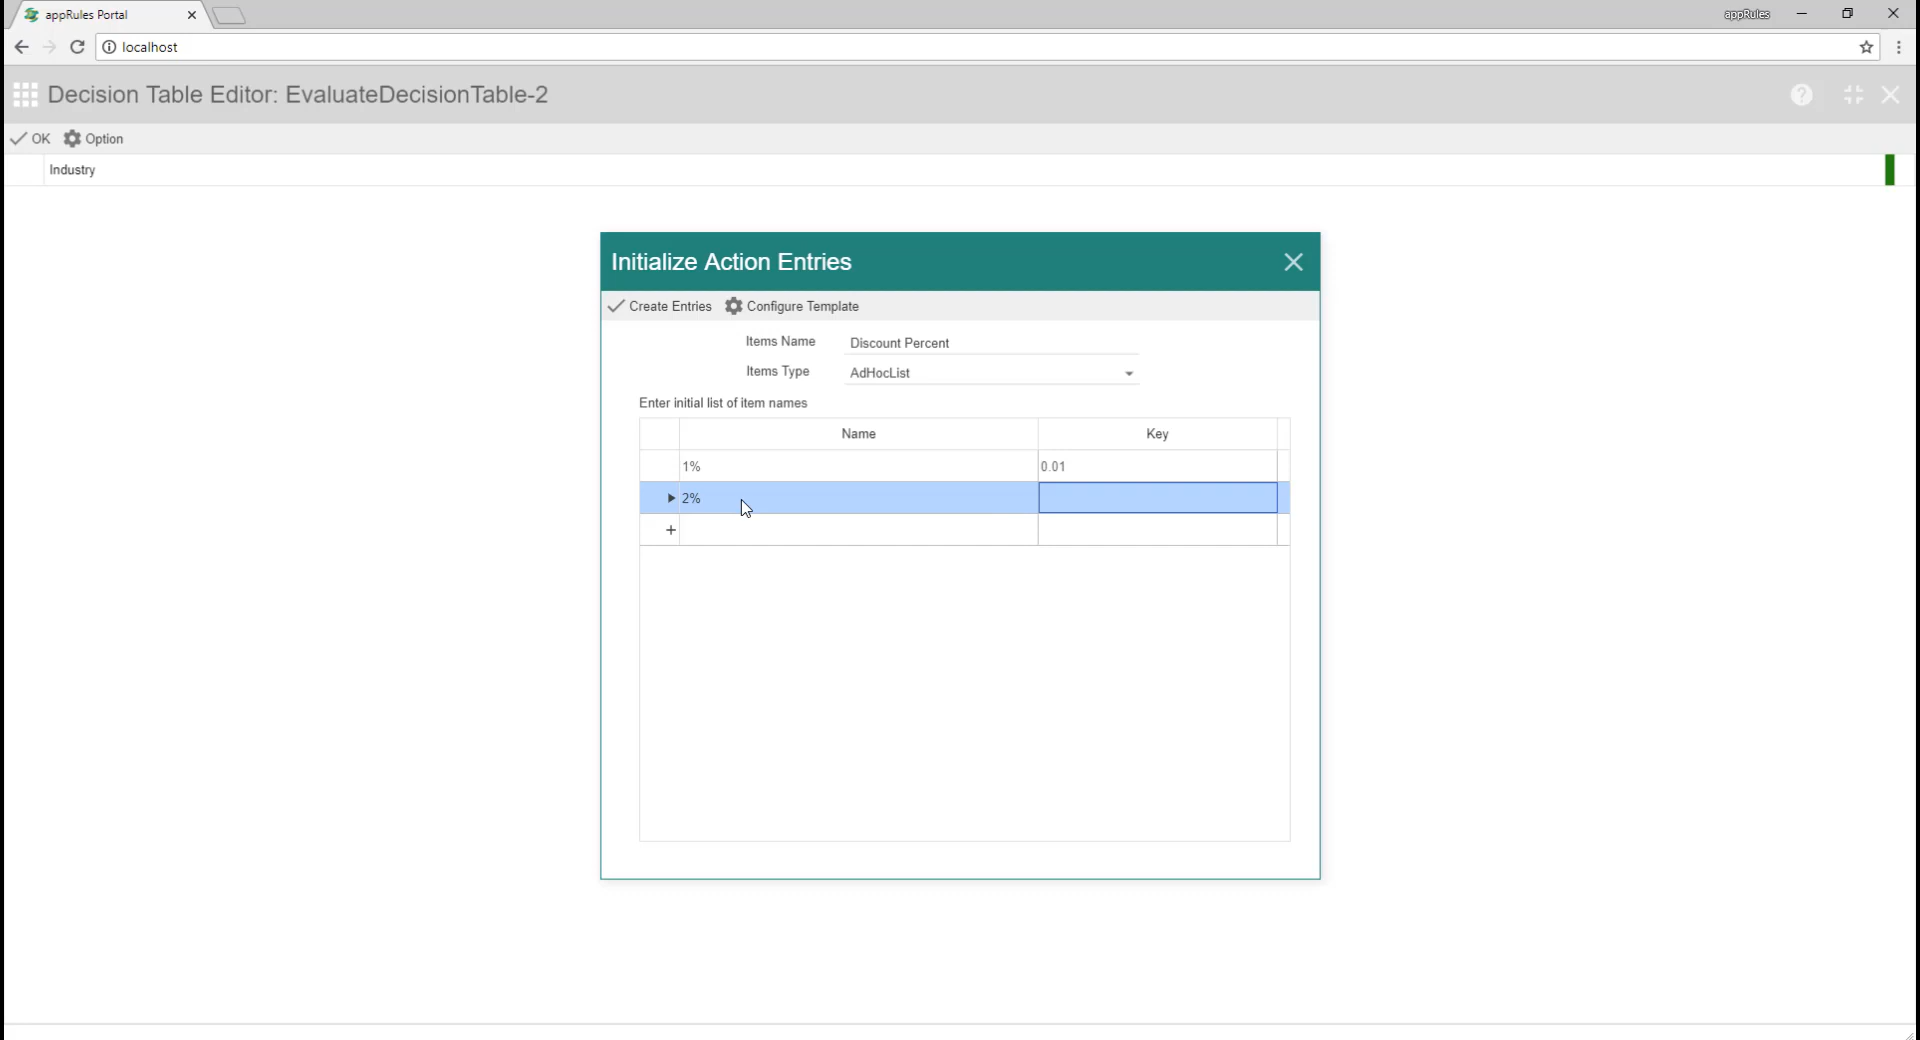 appRules Portal
appRules
localhost
Decision Table Editor: EvaluateDecisionTable-2
OK Option
Industry
Initialize Action Entries
Create Entries Configure Template
Items Name Discount Percent
Items Type AdHocList
Enter initial list of item names
Name Key
1% 0.01
2%